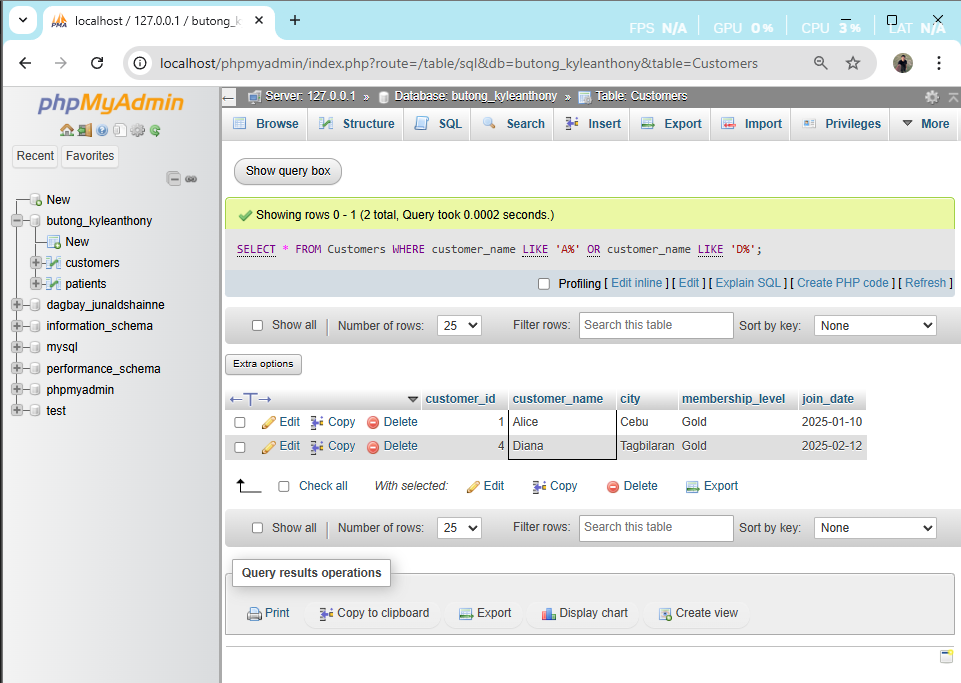 localhost / 127.0.0.1 / butong_k
FPS N/A GPU 0% CPU 3% LAT N/A
localhost/phpmyadmin/index.php?route=/table/sql&db=butong_kyleanthony&table=Customers
phpMyAdmin
Recent Favorites
New
butong_kyleanthony
New
customers
patients
dagbay_junaldshainne
information_schema
mysql
performance_schema
phpmyadmin
test
Server: 127.0.0.1 » Database: butong_kyleanthony » Table: Customers
Browse Structure SQL Search Insert Export Import Privileges More
Show query box
Showing rows 0 - 1 (2 total, Query took 0.0002 seconds.)
SELECT * FROM Customers WHERE customer_name LIKE 'A%' OR customer_name LIKE 'D%';
Profiling [ Edit inline ] [ Edit ] [ Explain SQL ] [ Create PHP code ] [ Refresh ]
Show all Number of rows: 25 Filter rows: Search this table Sort by key: None
Extra options
←T→ customer_id customer_name city membership_level join_date
Edit Copy Delete 1 Alice Cebu Gold 2025-01-10
Edit Copy Delete 4 Diana Tagbilaran Gold 2025-02-12
Check all With selected: Edit Copy Delete Export
Show all Number of rows: 25 Filter rows: Search this table Sort by key: None
Query results operations
Print Copy to clipboard Export Display chart Create view